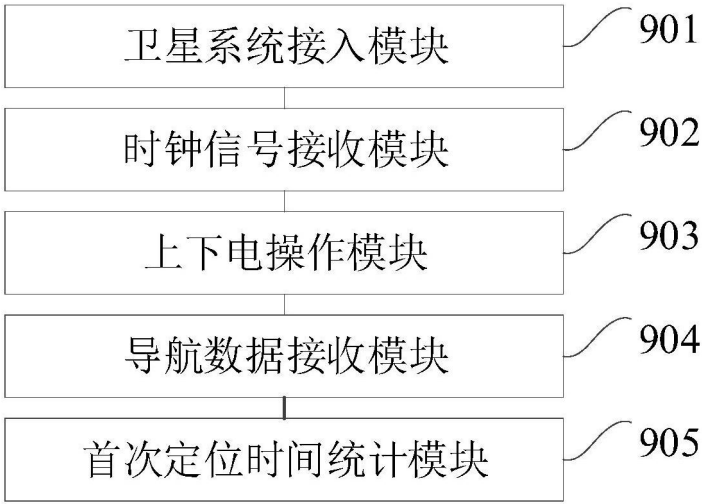 卫星系统接入模块 901
时钟信号接收模块 902
上下电操作模块 903
导航数据接收模块 904
首次定位时间统计模块 905